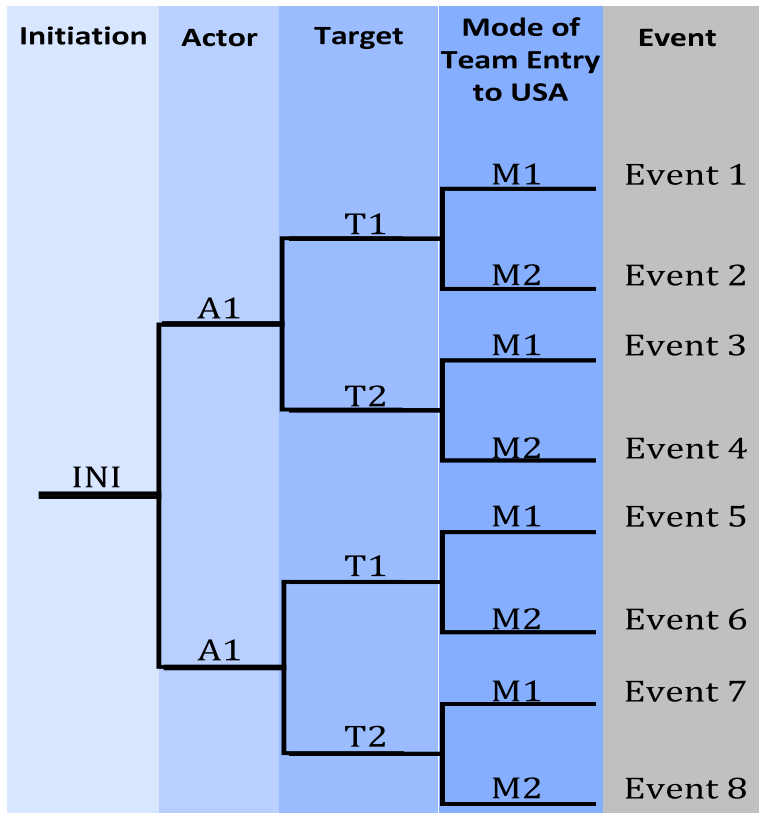 Initiation
Actor
Target
Mode of
Team Entry
to USA
Event
M1
Event 1
T1
M2
Event 2
A1
M1
Event 3
T2
M2
Event 4
INI
M1
Event 5
T1
M2
Event 6
A1
M1
Event 7
T2
M2
Event 8